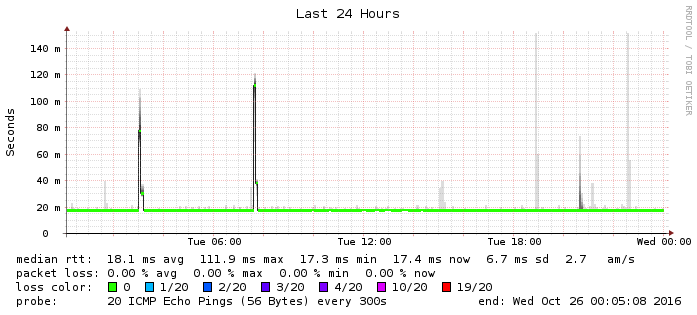 Last 24 Hours
RRDTOOL / TOBI OETIKER
Seconds
140 m
120 m
100 m
80 m
60 m
40 m
20 m
0
Tue 06:00 Tue 12:00 Tue 18:00 Wed 00:00
median rtt: 18.1 ms avg 111.9 ms max 17.3 ms min 17.4 ms now 6.7 ms sd 2.7 am/s
packet loss: 0.00 % avg 0.00 % max 0.00 % min 0.00 % now
loss color: 0 1/20 2/20 3/20 4/20 10/20 19/20
probe: 20 ICMP Echo Pings (56 Bytes) every 300s end: Wed Oct 26 00:05:08 2016